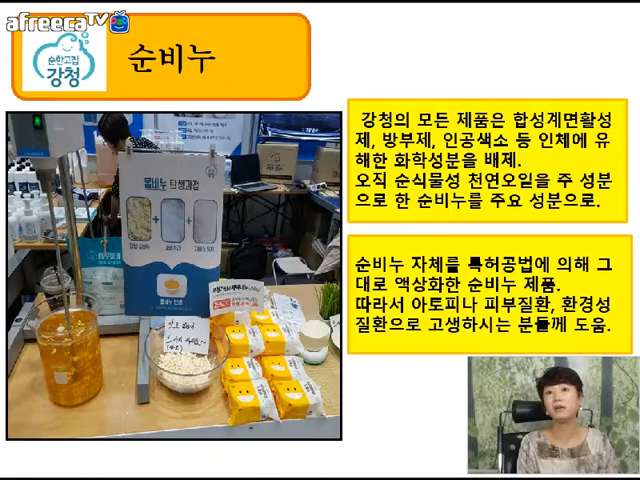 afreecaTV
순한고집
강청
순비누
강청의 모든 제품은 합성계면활성
제, 방부제, 인공색소 등 인체에 유
해한 화학성분을 배제.
오직 순식물성 천연오일을 주 성분
으로 한 순비누를 주요 성분으로.
순비누 자체를 특허공법에 의해 그
대로 액상화한 순비누 제품.
따라서 아토피나 피부질환, 환경성
질환으로 고생하시는 분들께 도움.
물비누 탄생과정